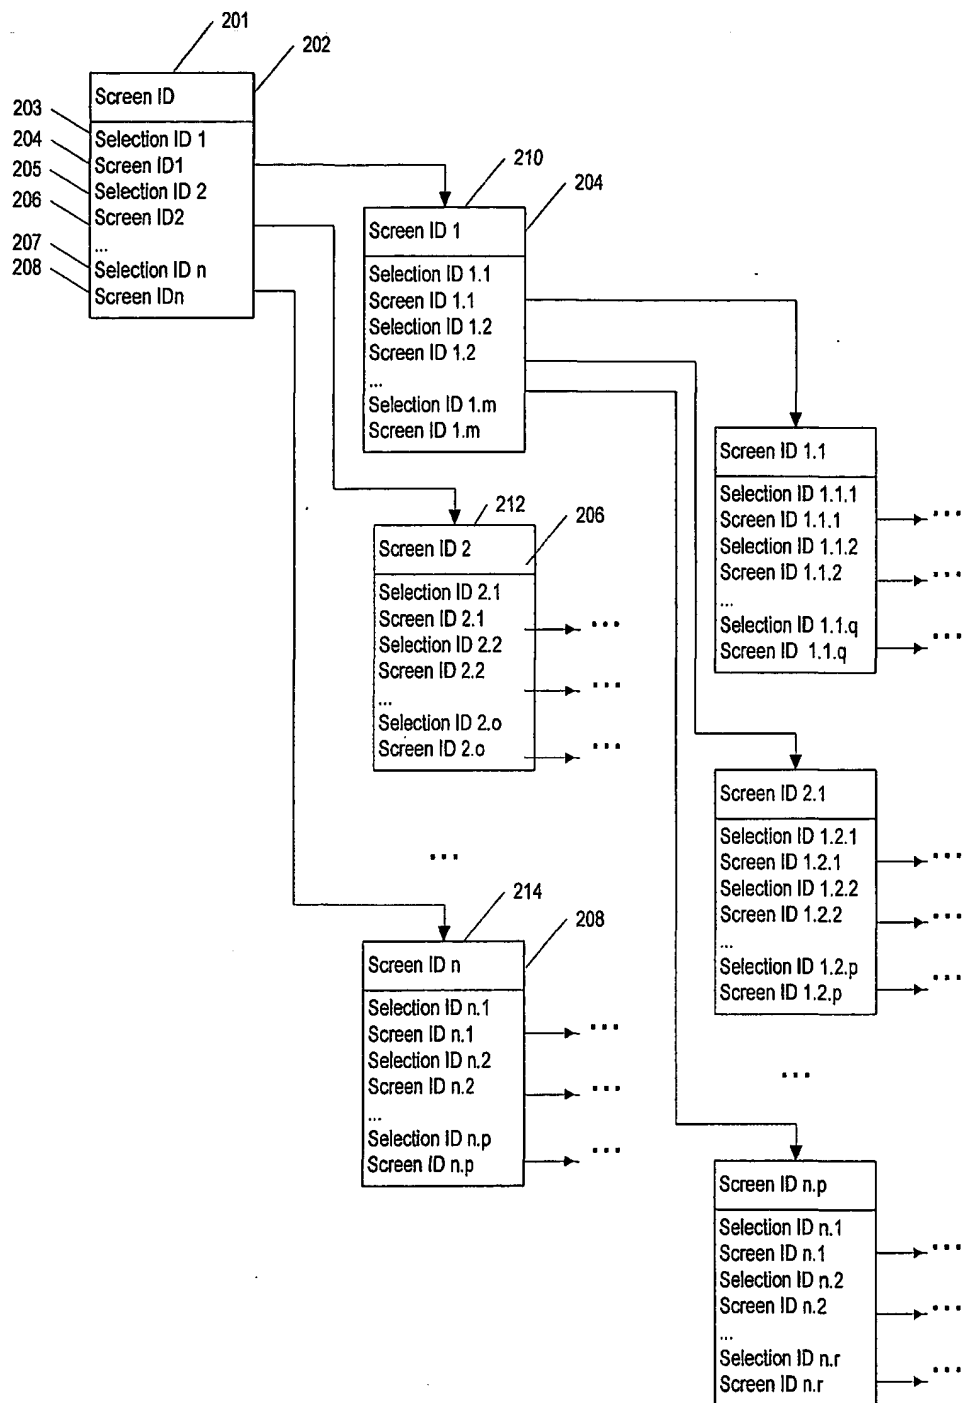 201
202
Screen ID
203
Selection ID 1
204
Screen ID1
205
Selection ID 2
206
Screen ID2
...
207
Selection ID n
208
Screen IDn
210
204
Screen ID 1
Selection ID 1.1
Screen ID 1.1
Selection ID 1.2
Screen ID 1.2
...
Selection ID 1.m
Screen ID 1.m
212
206
Screen ID 2
Selection ID 2.1
Screen ID 2.1
...
Selection ID 2.2
Screen ID 2.2
...
...
Selection ID 2.o
Screen ID 2.o
...
...
214
208
Screen ID n
Selection ID n.1
Screen ID n.1
...
Selection ID n.2
Screen ID n.2
...
...
Selection ID n.p
Screen ID n.p
...
Screen ID 1.1
Selection ID 1.1.1
Screen ID 1.1.1
...
Selection ID 1.1.2
Screen ID 1.1.2
...
...
Selection ID 1.1.q
Screen ID 1.1.q
...
Screen ID 2.1
Selection ID 1.2.1
Screen ID 1.2.1
...
Selection ID 1.2.2
Screen ID 1.2.2
...
...
Selection ID 1.2.p
Screen ID 1.2.p
...
...
Screen ID n.p
Selection ID n.1
Screen ID n.1
...
Selection ID n.2
Screen ID n.2
...
...
Selection ID n.r
Screen ID n.r
...